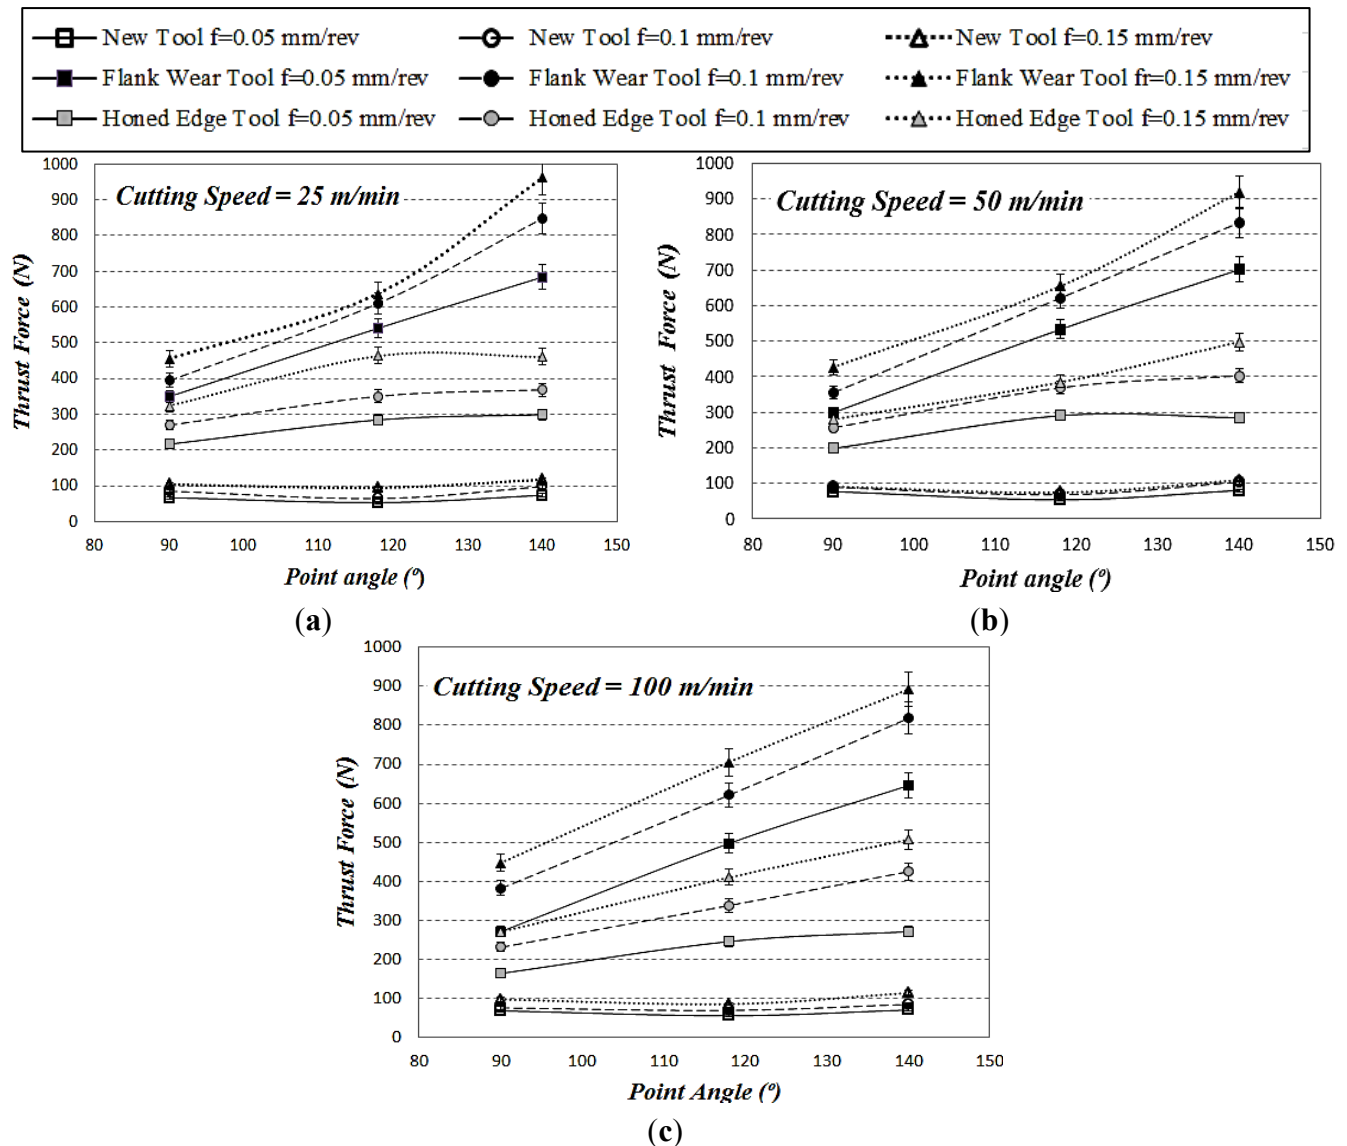 New Tool f=0.05 mm/rev New Tool f=0.1 mm/rev New Tool f=0.15 mm/rev
Flank Wear Tool f=0.05 mm/rev Flank Wear Tool f=0.1 mm/rev Flank Wear Tool fr=0.15 mm/rev
Honed Edge Tool f=0.05 mm/rev Honed Edge Tool f=0.1 mm/rev Honed Edge Tool f=0.15 mm/rev
Cutting Speed = 25 m/min
Thrust Force (N)
1000
900
800
700
600
500
400
300
200
100
0
80 90 100 110 120 130 140 150
Point angle (º)
(a)
Cutting Speed = 50 m/min
Thrust Force (N)
1000
900
800
700
600
500
400
300
200
100
0
80 90 100 110 120 130 140 150
Point angle (º)
(b)
Cutting Speed = 100 m/min
Thrust Force (N)
1000
900
800
700
600
500
400
300
200
100
0
80 90 100 110 120 130 140 150
Point Angle (º)
(c)